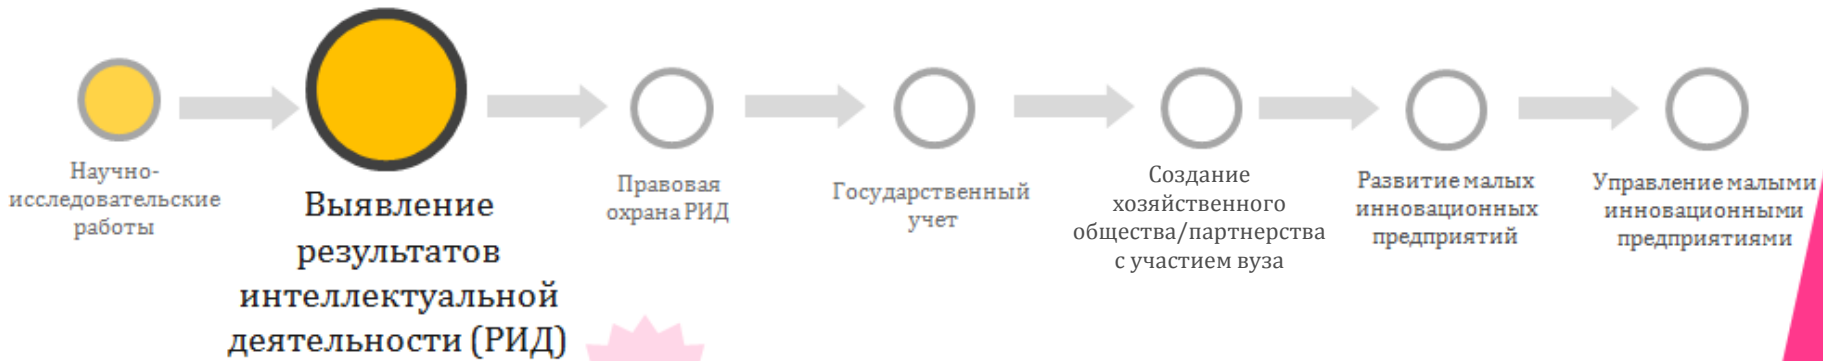 Научно-
исследовательские
работы
Выявление
результатов
интеллектуальной
деятельности (РИД)
Правовая
охрана РИД
Государственный
учет
Создание
хозяйственного
общества/партнерства
с участием вуза
Развитие малых
инновационных
предприятий
Управление малыми
инновационными
предприятиями